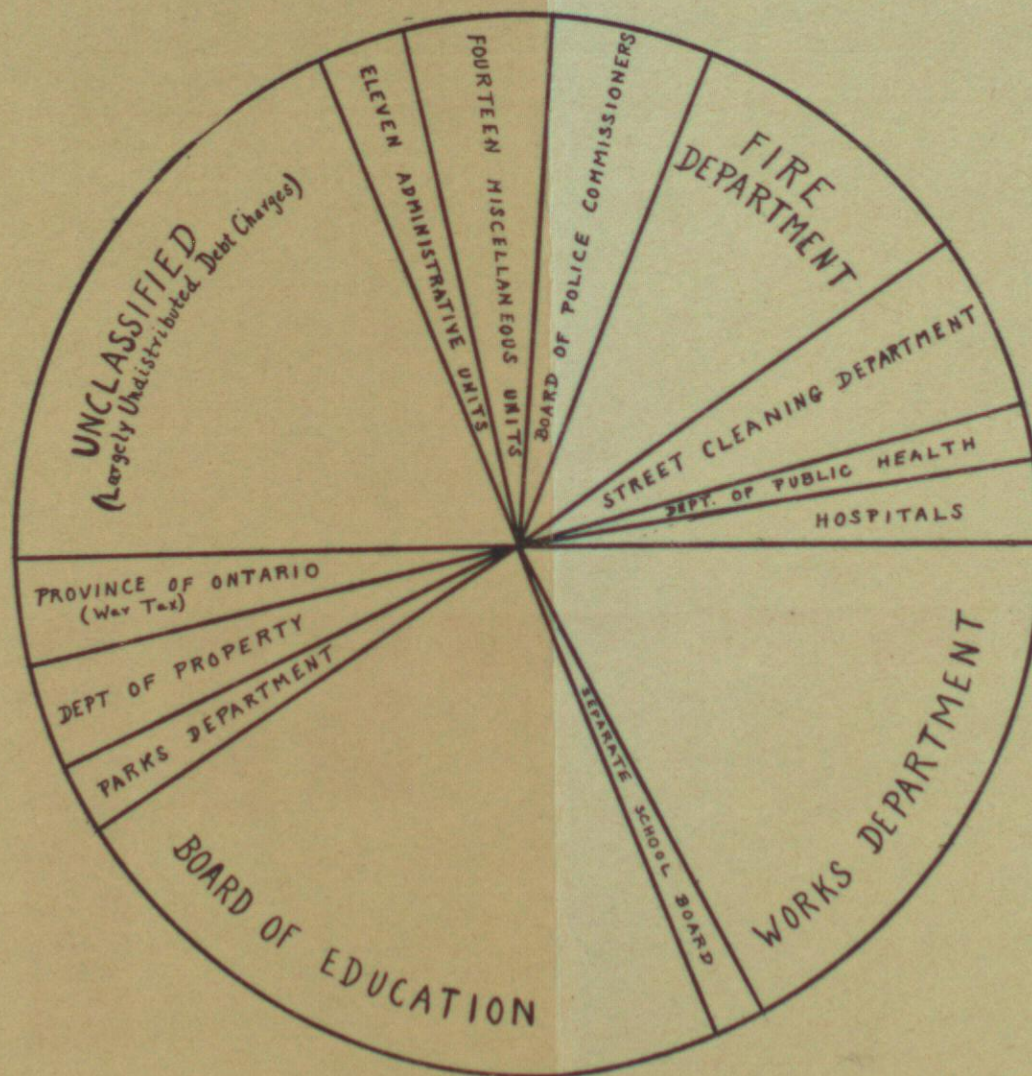 FOURTEEN MISCELLANEOUS UNITS
BOARD OF POLICE COMMISSIONERS
FIRE
DEPARTMENT
STREET CLEANING DEPARTMENT
DEPT. OF PUBLIC HEALTH
HOSPITALS
WORKS DEPARTMENT
SEPARATE SCHOOL BOARD
BOARD OF EDUCATION
PARKS DEPARTMENT
DEPT OF PROPERTY
PROVINCE OF ONTARIO
(War Tax)
UNCLASSIFIED
(Largely Undistributed Debt Charges)
ELEVEN ADMINISTRATIVE UNITS